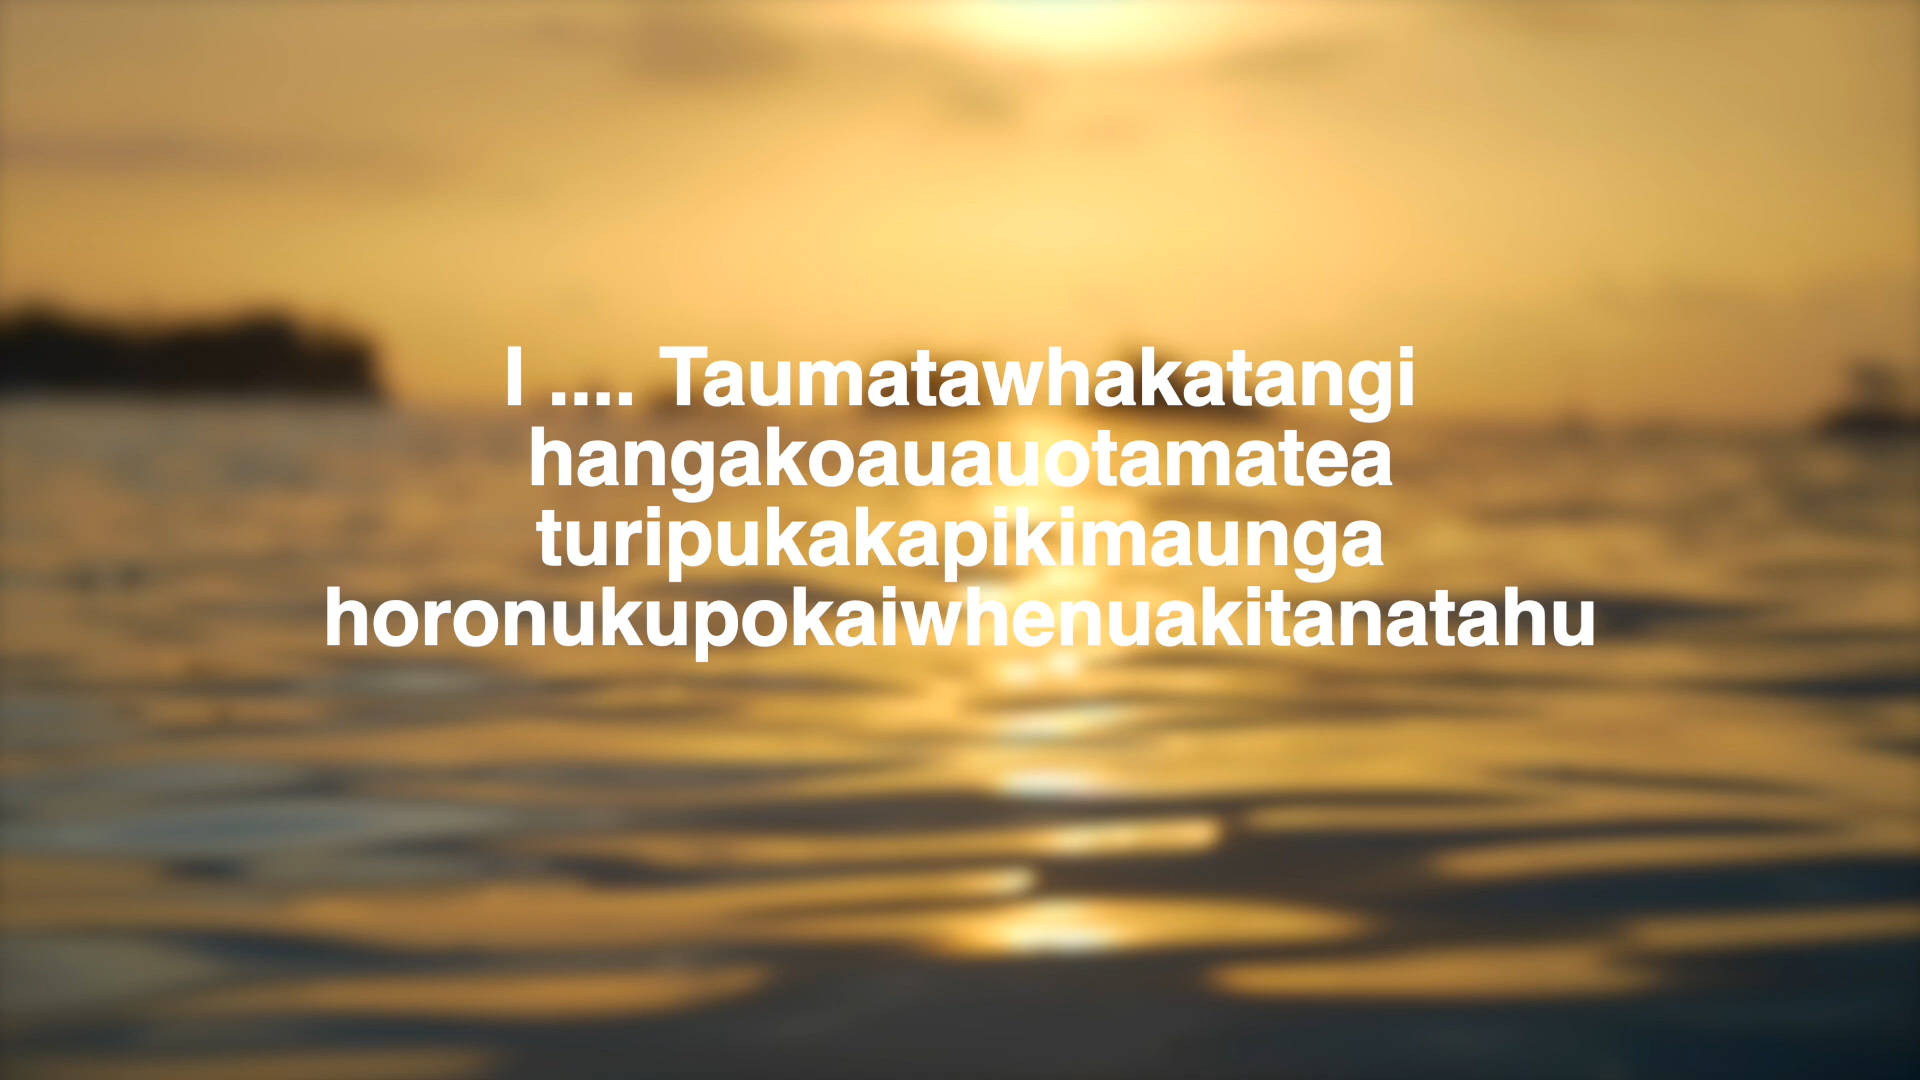 I .... Taumatawhakatangi
hangakoauauotamatea
turipukakapikimaunga
horonukupokaiwhenuakitanatahu